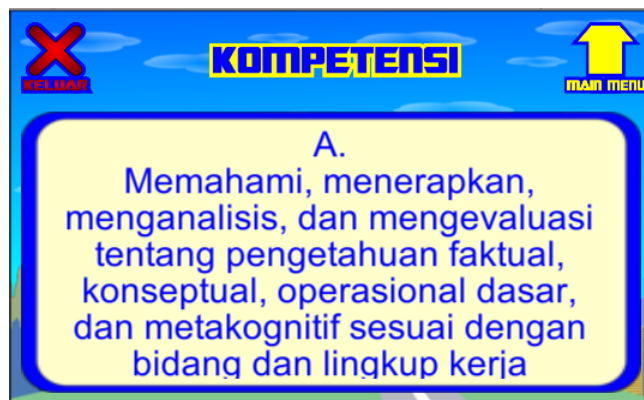 KELUAR
KOMPETENSI
MAIN MENU
A.
Memahami, menerapkan,
menganalisis, dan mengevaluasi
tentang pengetahuan faktual,
konseptual, operasional dasar,
dan metakognitif sesuai dengan
bidang dan lingkup kerja